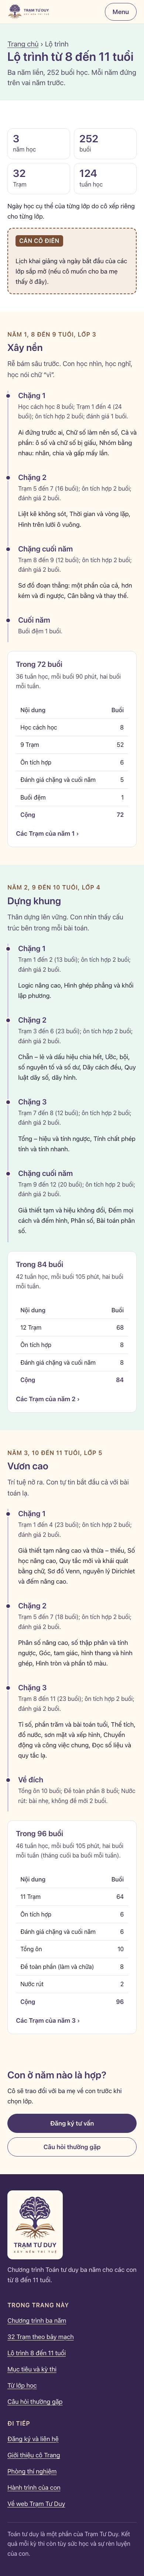 TRẠM TƯ DUY
Menu
Trang chủ › Lộ trình
Lộ trình từ 8 đến 11 tuổi
Ba năm liền, 252 buổi học. Mỗi năm đứng
trên vai năm trước.
3
năm học
252
buổi
32
Trạm
124
tuần học
Ngày học cụ thể của từng lớp do cô xếp riêng
cho từng lớp.
CẦN CÔ ĐIỀN
Lịch khai giảng và ngày bắt đầu của các
lớp sắp mở (nếu cô muốn cho ba mẹ
thấy ở đây).
NĂM 1, 8 ĐẾN 9 TUỔI, LỚP 3
Xây nền
Rễ bám sâu trước. Con học nhìn, học nghĩ,
học nói chữ “vì”.
Chặng 1
Học cách học 8 buổi; Trạm 1 đến 4 (24
buổi); ôn tích hợp 2 buổi; đánh giá 1 buổi.
Ai đứng trước ai, Chữ số làm nên số, Cả và
phần: ô số và chữ số bị giấu, Nhóm bằng
nhau: nhân, chia và gấp mấy lần.
Chặng 2
Trạm 5 đến 7 (16 buổi); ôn tích hợp 2 buổi;
đánh giá 2 buổi.
Liệt kê không sót, Thời gian và vòng lặp,
Hình trên lưới ô vuông.
Chặng cuối năm
Trạm 8 đến 9 (12 buổi); ôn tích hợp 2 buổi;
đánh giá 2 buổi.
Sơ đồ đoạn thẳng: một phần của cả, hơn
kém và đi ngược, Cân bằng và thay thế.
Cuối năm
Buổi đệm 1 buổi.
Trong 72 buổi
36 tuần học, mỗi buổi 90 phút, hai buổi
mỗi tuần.
Nội dung Buổi
Học cách học 8
9 Trạm 52
Ôn tích hợp 6
Đánh giá chặng và cuối năm 5
Buổi đệm 1
Cộng 72
Các Trạm của năm 1 ›
NĂM 2, 9 ĐẾN 10 TUỔI, LỚP 4
Dựng khung
Thân dựng lên vững. Con nhìn thấy cấu
trúc bên trong mỗi bài toán.
Chặng 1
Trạm 1 đến 2 (13 buổi); ôn tích hợp 2 buổi;
đánh giá 2 buổi.
Logic nâng cao, Hình ghép phẳng và khối
lập phương.
Chặng 2
Trạm 3 đến 6 (23 buổi); ôn tích hợp 2 buổi;
đánh giá 2 buổi.
Chẵn – lẻ và dấu hiệu chia hết, Ước, bội,
số nguyên tố và số dư, Dãy cách đều, Quy
luật dãy số, dãy hình.
Chặng 3
Trạm 7 đến 8 (12 buổi); ôn tích hợp 2 buổi;
đánh giá 2 buổi.
Tổng – hiệu và tính ngược, Tính chất phép
tính và tính nhanh.
Chặng cuối năm
Trạm 9 đến 12 (20 buổi); ôn tích hợp 2 buổi;
đánh giá 2 buổi.
Giả thiết tạm và hiệu không đổi, Đếm mọi
cách và đếm hình, Phân số, Bài toán phân
số.
Trong 84 buổi
42 tuần học, mỗi buổi 105 phút, hai buổi
mỗi tuần.
Nội dung Buổi
12 Trạm 68
Ôn tích hợp 8
Đánh giá chặng và cuối năm 8
Cộng 84
Các Trạm của năm 2 ›
NĂM 3, 10 ĐẾN 11 TUỔI, LỚP 5
Vươn cao
Trí tuệ nở ra. Con tự tin bắt đầu cả với bài
toán lạ.
Chặng 1
Trạm 1 đến 4 (23 buổi); ôn tích hợp 2 buổi;
đánh giá 2 buổi.
Giả thiết tạm nâng cao và thừa – thiếu, Số
học nâng cao, Quy tắc mới và khái quát
bằng chữ, Sơ đồ Venn, nguyên lý Dirichlet
và đếm nâng cao.
Chặng 2
Trạm 5 đến 7 (18 buổi); ôn tích hợp 2 buổi;
đánh giá 2 buổi.
Phân số nâng cao, số thập phân và tính
ngược, Góc, tam giác, hình thang và hình
ghép, Hình tròn và phần tô màu.
Chặng 3
Trạm 8 đến 11 (23 buổi); ôn tích hợp 2 buổi;
đánh giá 2 buổi.
Tỉ số, phần trăm và bài toán tuổi, Thể tích,
đổ nước, sơn mặt và xếp hình, Chuyển
động và công việc chung, Đọc số liệu và
quy tắc lạ.
Về đích
Tổng ôn 10 buổi; Đề toàn phần 8 buổi; Nước
rút: bài nhẹ, không đề mới 2 buổi.
Trong 96 buổi
46 tuần học, mỗi buổi 105 phút, hai buổi
mỗi tuần (tháng cuối ba buổi mỗi tuần).
Nội dung Buổi
11 Trạm 64
Ôn tích hợp 6
Đánh giá chặng và cuối năm 6
Tổng ôn 10
Đề toàn phần (làm và chữa) 8
Nước rút 2
Cộng 96
Các Trạm của năm 3 ›
Con ở năm nào là hợp?
Cô sẽ trao đổi với ba mẹ về con trước khi
chọn lớp.
Đăng ký tư vấn
Câu hỏi thường gặp
TRẠM TƯ DUY
Chương trình Toán tư duy ba năm cho các con
từ 8 đến 11 tuổi.
TRONG TRANG NÀY
Chương trình ba năm
32 Trạm theo bảy mạch
Lộ trình 8 đến 11 tuổi
Mục tiêu và kỳ thi
Từ lớp học
Câu hỏi thường gặp
ĐI TIẾP
Đăng ký và liên hệ
Giới thiệu cô Trang
Phòng thí nghiệm
Hành trình của con
Về web Trạm Tư Duy
Toán tư duy là một phần của Trạm Tư Duy. Kết
quả mỗi kỳ thi còn tùy sức học và sự rèn luyện
của con.